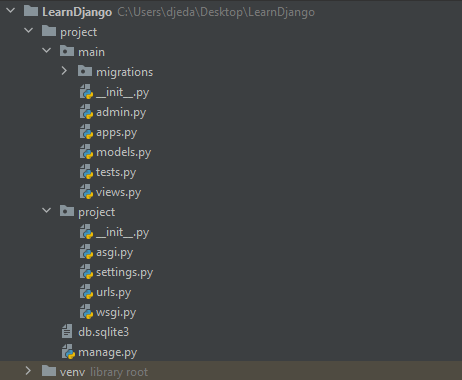 LearnDjango C:\Users\djeda\Desktop\LearnDjango
project
main
migrations
__init__.py
admin.py
apps.py
models.py
tests.py
views.py
project
__init__.py
asgi.py
settings.py
urls.py
wsgi.py
db.sqlite3
manage.py
venv library root